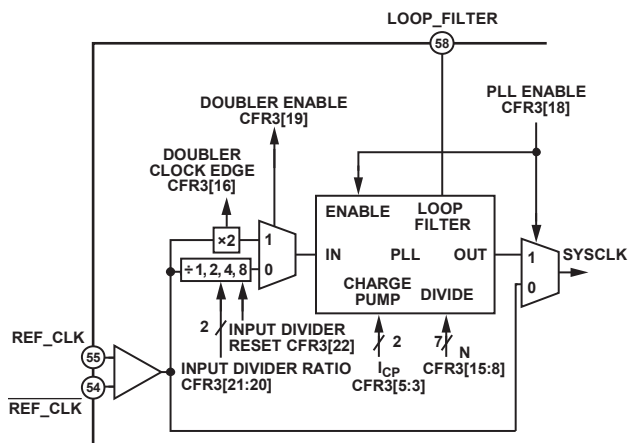 LOOP_FILTER
58
DOUBLER ENABLE
CFR3[19]
PLL ENABLE
CFR3[18]
DOUBLER
CLOCK EDGE
CFR3[16]
ENABLE
LOOP
FILTER
×2
1
IN
PLL
OUT
1
SYSCLK
÷1, 2, 4, 8
0
0
CHARGE
PUMP
DIVIDE
2
INPUT DIVIDER
RESET CFR3[22]
2
7
N
REF_CLK
55
INPUT DIVIDER RATIO
CFR3[21:20]
ICP
CFR3[5:3]
CFR3[15:8]
54
REF_CLK